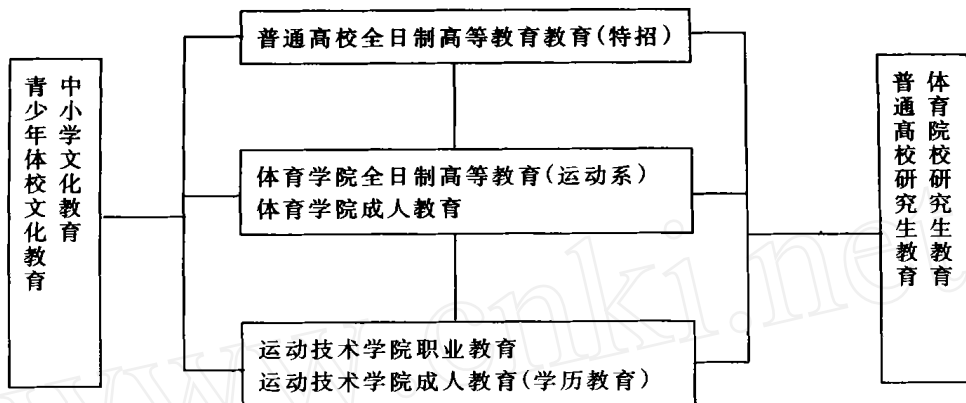 中小学文化教育
青少年体校文化教育
普通高校全日制高等教育教育(特招)
体育学院全日制高等教育(运动系)
体育学院成人教育
运动技术学院职业教育
运动技术学院成人教育(学历教育)
体育院校研究生教育
普通高校研究生教育
www.cnki.net